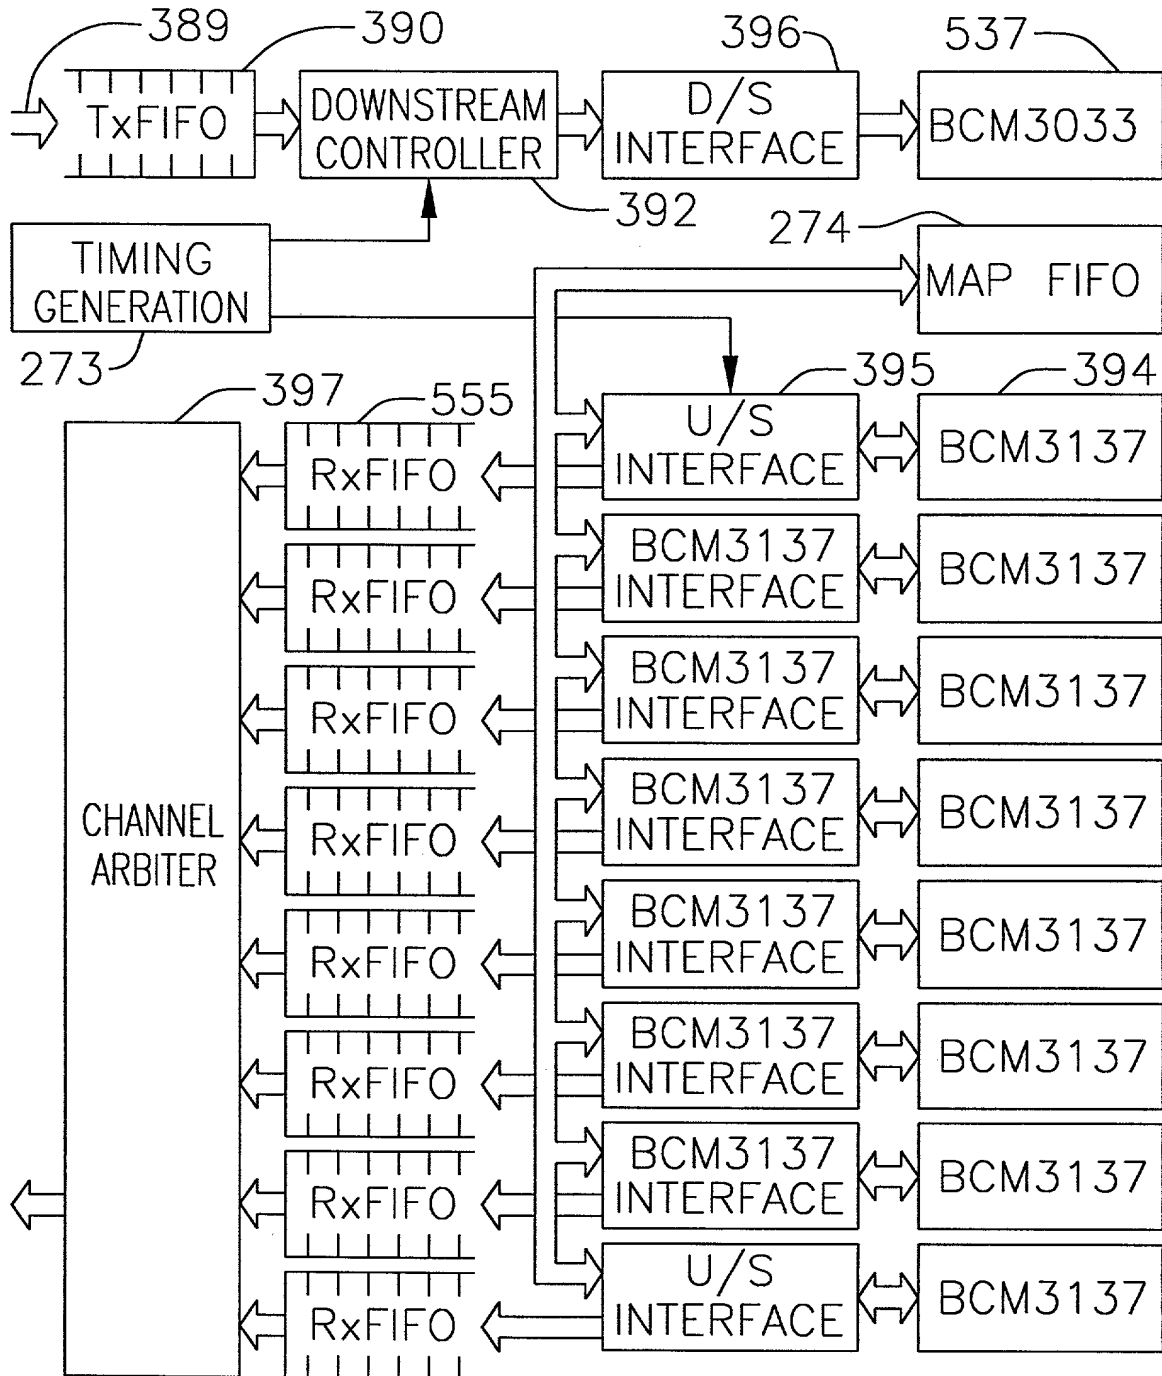 389
390
396
537
TxFIFO
DOWNSTREAM
CONTROLLER
D/S
INTERFACE
BCM3033
392
274
TIMING
GENERATION
MAP FIFO
273
397
555
395
394
RxFIFO
U/S
INTERFACE
BCM3137
RxFIFO
BCM3137
INTERFACE
BCM3137
RxFIFO
BCM3137
INTERFACE
BCM3137
CHANNEL
ARBITER
RxFIFO
BCM3137
INTERFACE
BCM3137
RxFIFO
BCM3137
INTERFACE
BCM3137
RxFIFO
BCM3137
INTERFACE
BCM3137
RxFIFO
BCM3137
INTERFACE
BCM3137
RxFIFO
U/S
INTERFACE
BCM3137